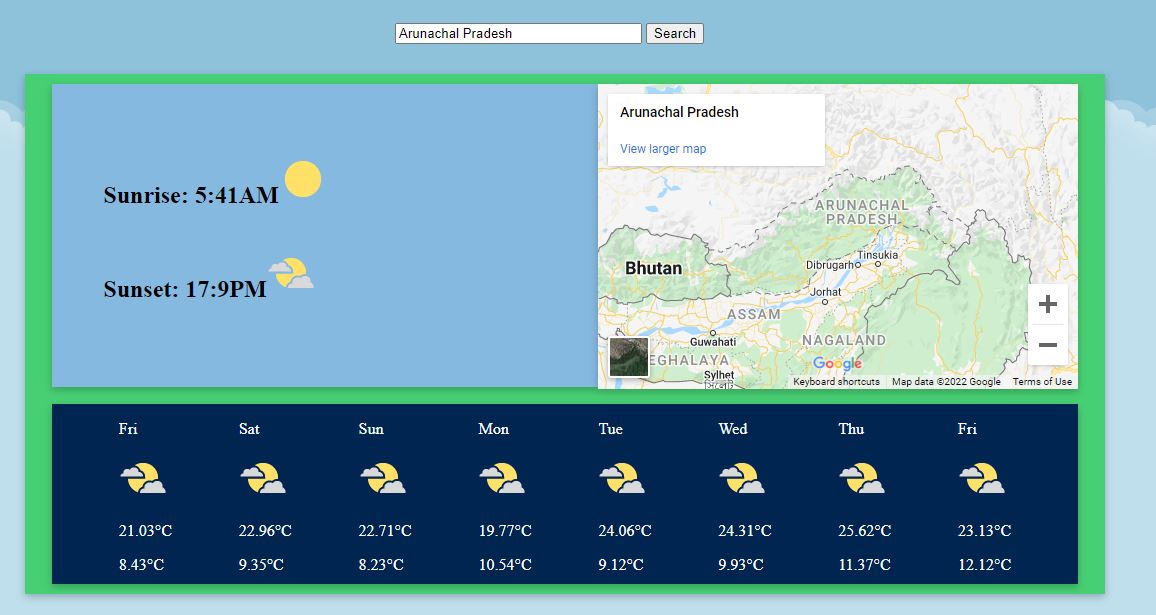 Arunachal Pradesh Search
Sunrise: 5:41AM
Sunset: 17:9PM
Arunachal Pradesh
View larger map
ARUNACHAL
PRADESH
Bhutan
Tinsukia
Dibrugarh
Jorhat
ASSAM
Guwahati
NAGALAND
EGHALAYA
Google
Sylhet
Keyboard shortcuts Map data ©2022 Google Terms of Use
Fri Sat Sun Mon Tue Wed Thu Fri
21.03°C 22.96°C 22.71°C 19.77°C 24.06°C 24.31°C 25.62°C 23.13°C
8.43°C 9.35°C 8.23°C 10.54°C 9.12°C 9.93°C 11.37°C 12.12°C